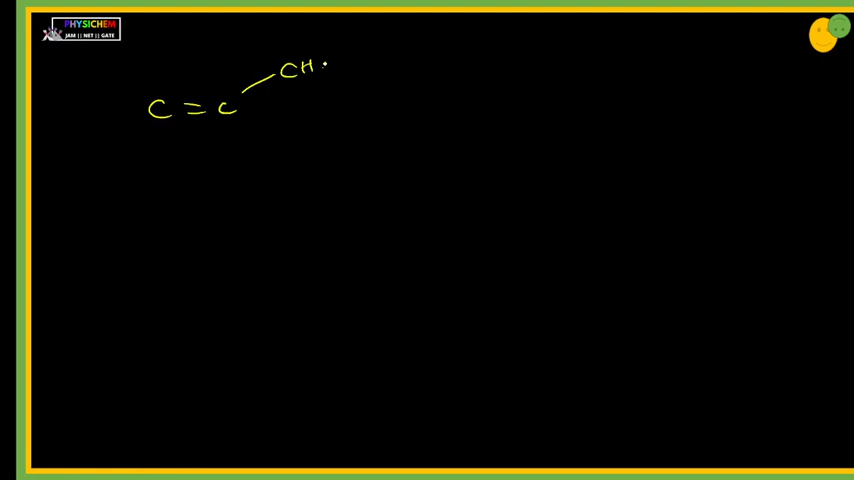 PHYSICHEM
JAM || NET || GATE
CH
C = C